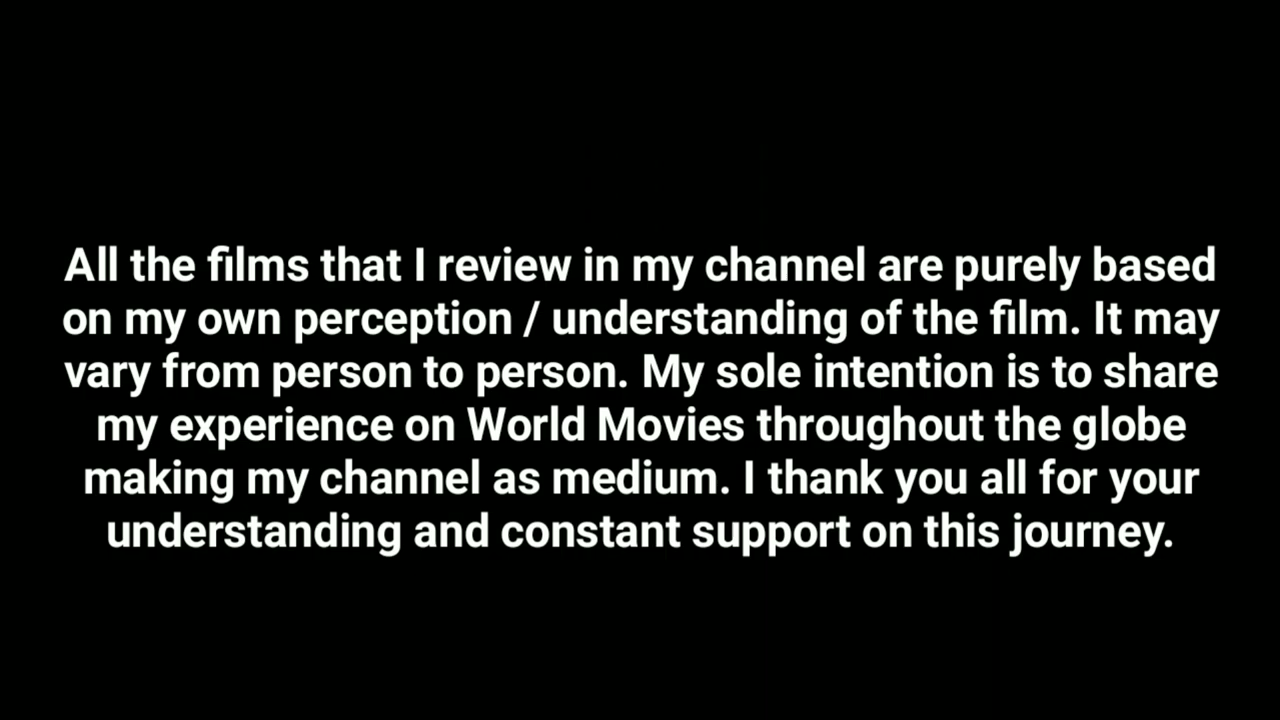 All the films that I review in my channel are purely based
on my own perception / understanding of the film. It may
vary from person to person. My sole intention is to share
my experience on World Movies throughout the globe
making my channel as medium. I thank you all for your
understanding and constant support on this journey.